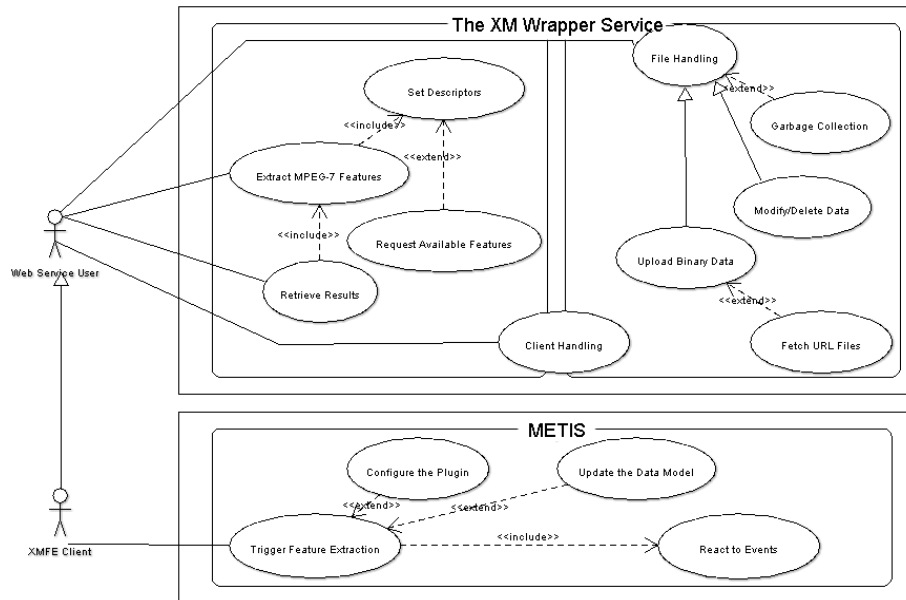 The XM Wrapper Service
File Handling
Set Descriptors
<<extend>>
<<include>>
Garbage Collection
<<extend>>
Extract MPEG-7 Features
Modify/Delete Data
<<include>>
Request Available Features
Upload Binary Data
Web Service User
Retrieve Results
<<extend>>
Client Handling
Fetch URL Files
METIS
Configure the Plugin
Update the Data Model
<<extend>>
<<extend>>
<<include>>
XMFE Client
Trigger Feature Extraction
React to Events